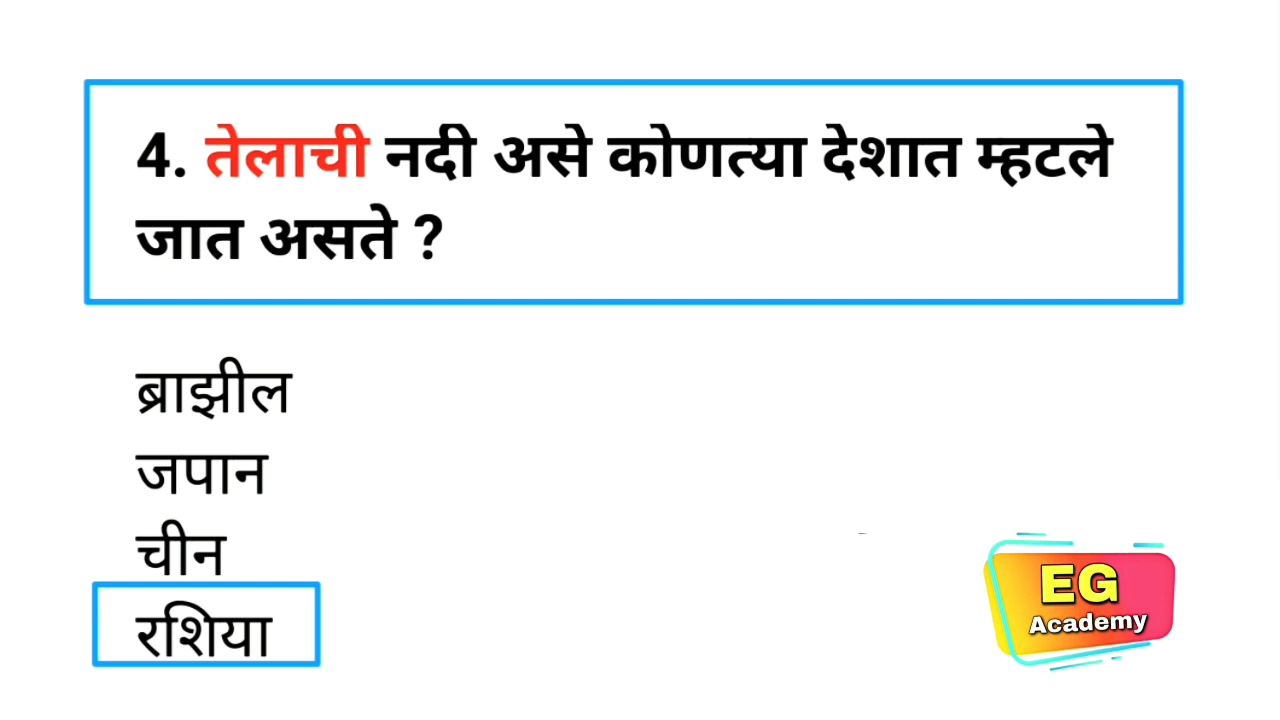 4. तेलाची नदी असे कोणत्या देशात म्हटले
जात असते ?
ब्राझील
जपान
चीन
रशिया
EG
Academy